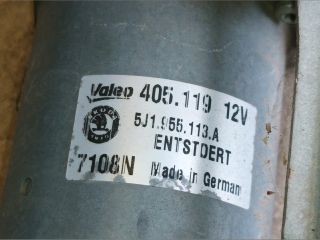 Valeo 405.119 12V
5J1.955.113.A
ENTSTOERT
7108N Made in Germany